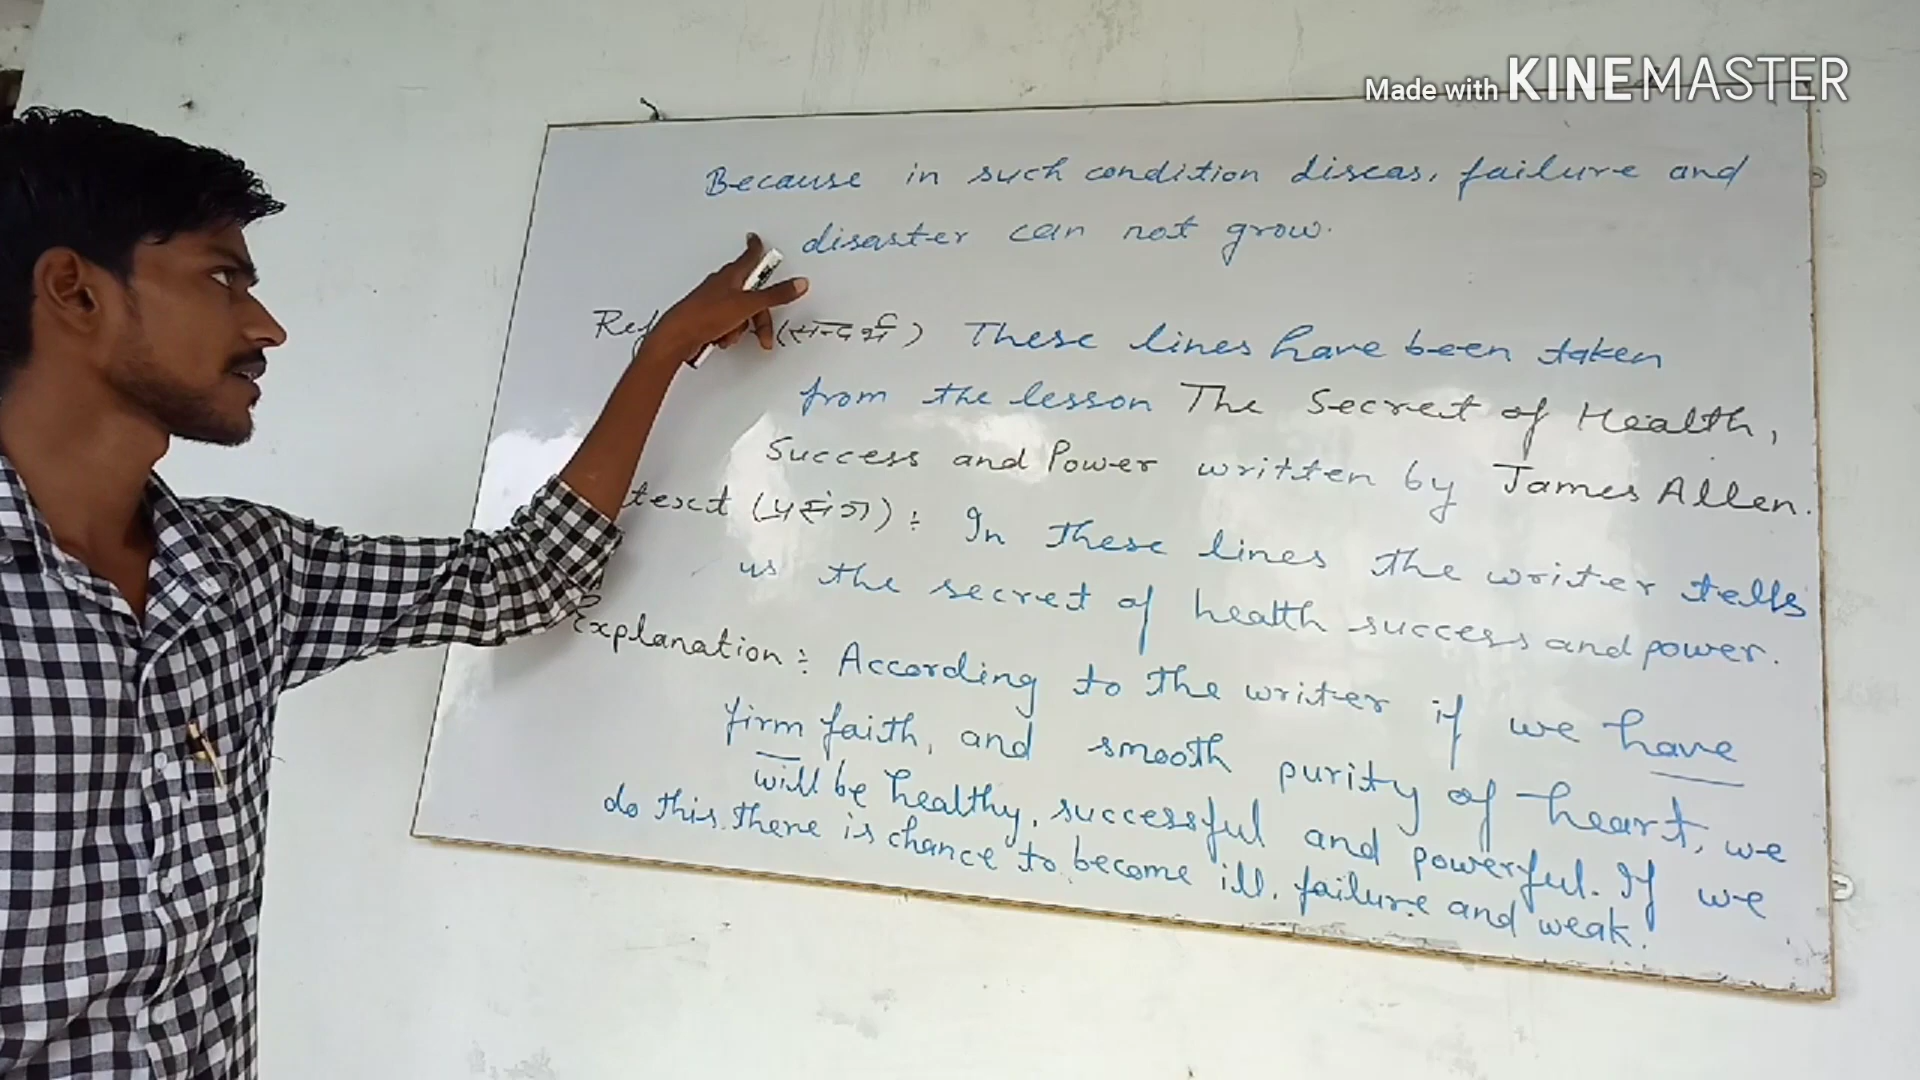 Made with KINEMASTER
Because in such condition diseas, failure and
disaster can not grow.
Ref (सन्दर्भ) These lines have been taken
from the lesson The Secret of Health,
Success and Power written by James Allen.
text (प्रसंग) : In these lines the writer tells
us the secret of health success and power.
Explanation : According to the writer if we have
firm faith, and smooth purity of heart, we
will be healthy, successful and powerful. If we
do this there is chance to become ill, failure and weak.